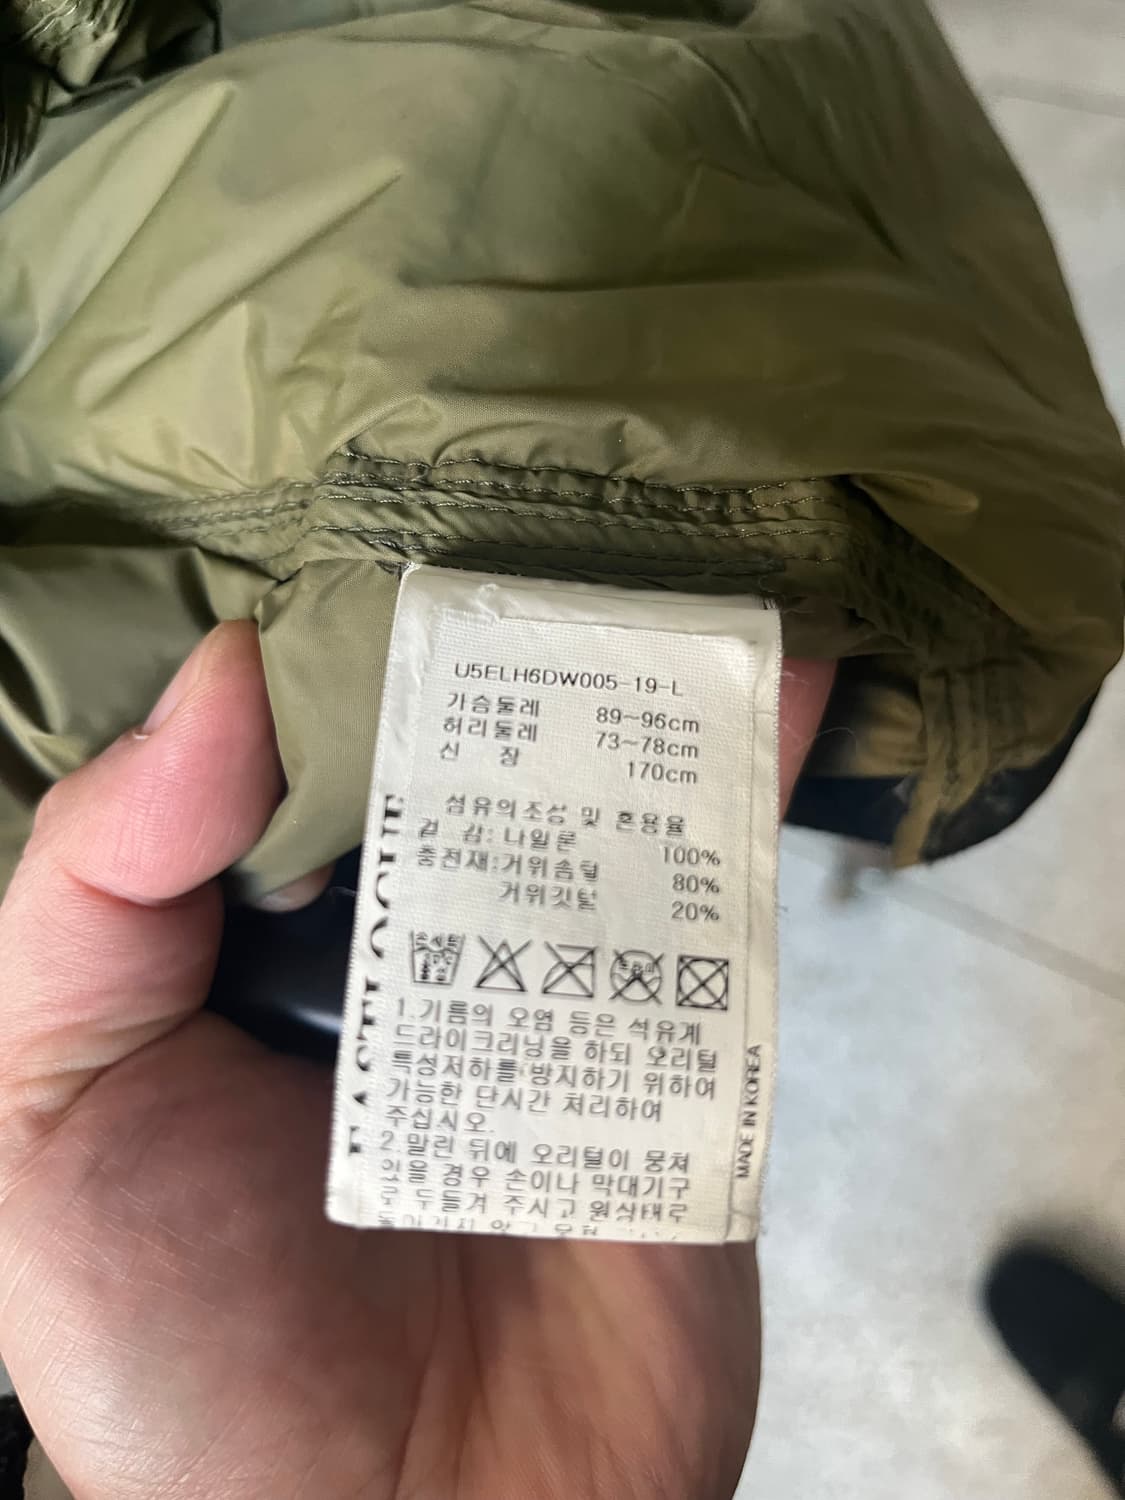 U5ELH6DW005-19-L
가슴둘레 89~96cm
허리둘레 73~78cm
신 장 170cm
섬유의조성 및 혼용율
겉 감: 나일론 100%
충전재:거위솜털 80%
거위깃털 20%
1.기름의 오염 등은 석유계
드라이크리닝을 하되 오리털
특성저하를 방지하기 위하여
가능한 단시간 처리하여
주십시오.
2.말린 뒤에 오리털이 뭉쳐
있을 경우 손이나 막대기구
로 두들겨 주시고 원상태로
MADE IN KOREA